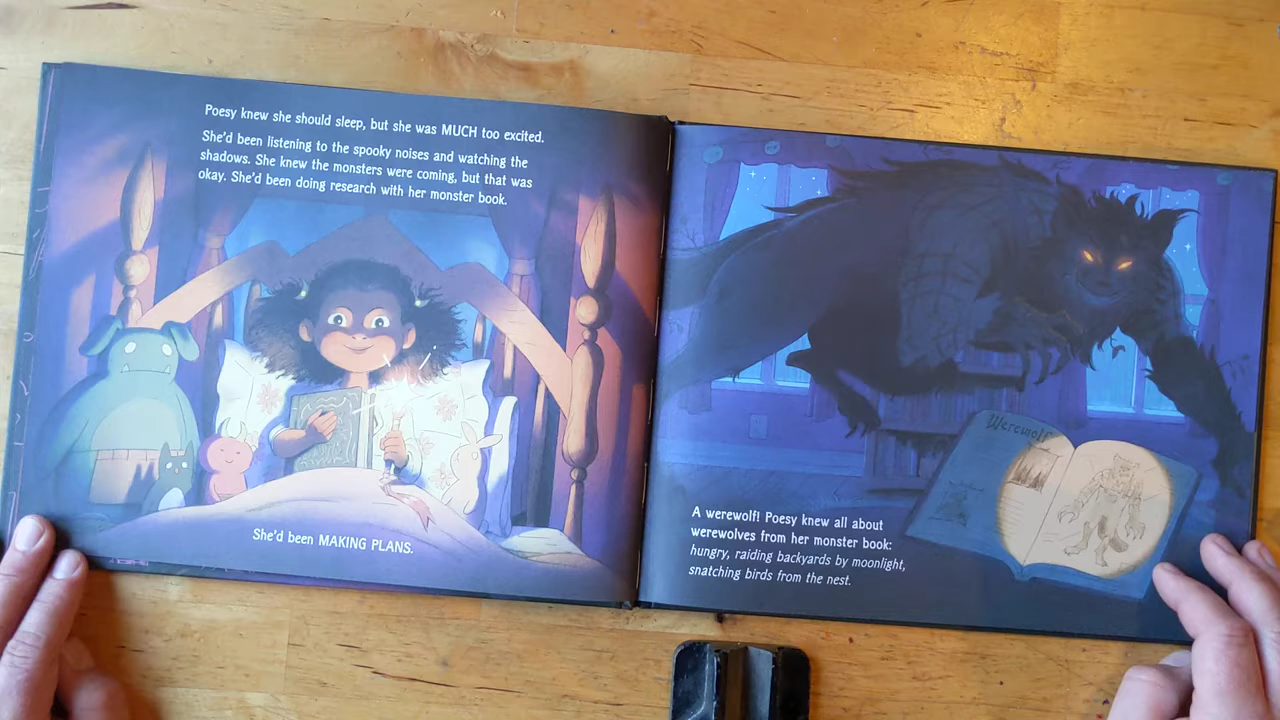 Poesy knew she should sleep, but she was MUCH too excited.
She'd been listening to the spooky noises and watching the
shadows. She knew the monsters were coming, but that was
okay. She'd been doing research with her monster book.
She'd been MAKING PLANS.
A werewolf! Poesy knew all about
werewolves from her monster book:
hungry, raiding backyards by moonlight,
snatching birds from the nest.
Werewolf